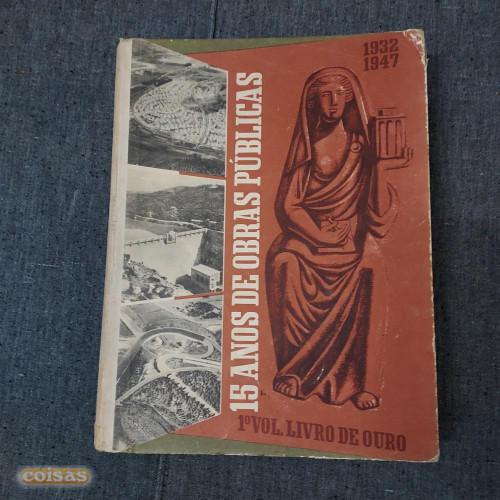 1932
1947
15 ANOS DE OBRAS PÚBLICAS
1º VOL. LIVRO DE OURO
coisas